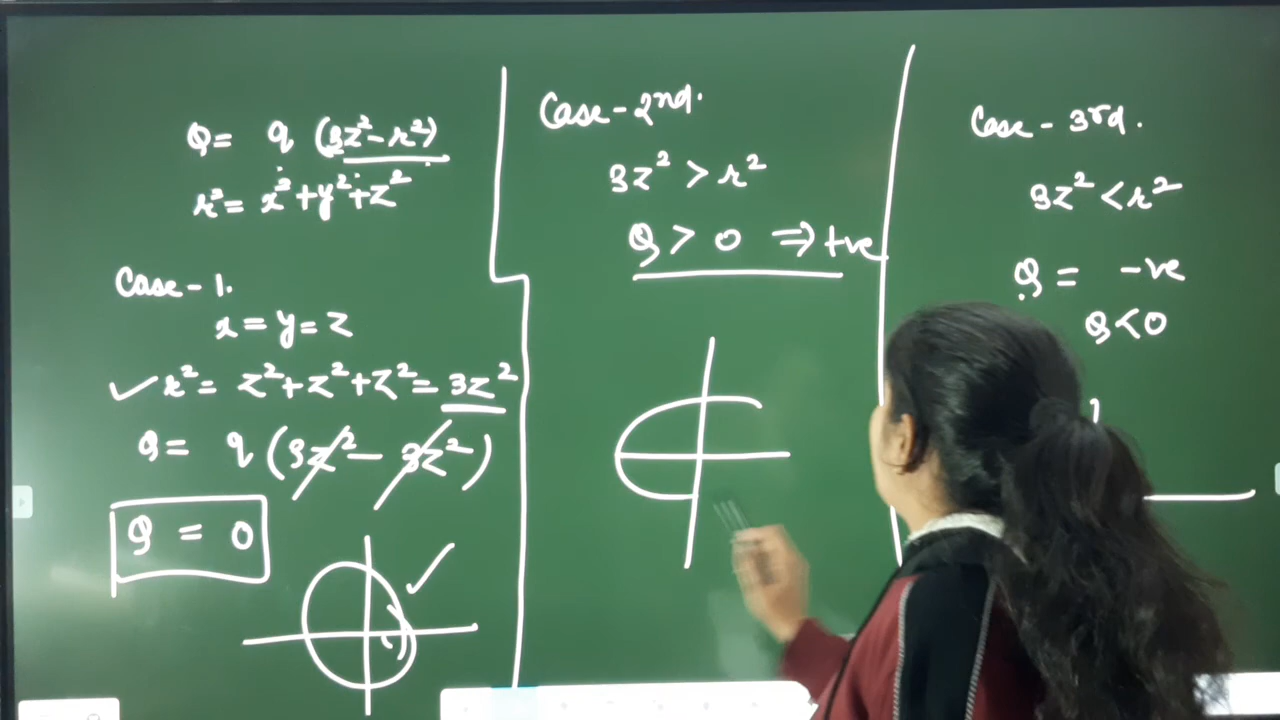 Q = q (3z² - r²)
r² = x² + y² + z²
Case - 1.
x = y = z
✓ r² = z² + z² + z² = 3z²
Q = q (3z² - 3z²)
Q = 0
✓
Case - 2nd.
3z² > r²
Q > 0 ⇒ +ve
Case - 3rd.
3z² < r²
Q = -ve
Q < 0